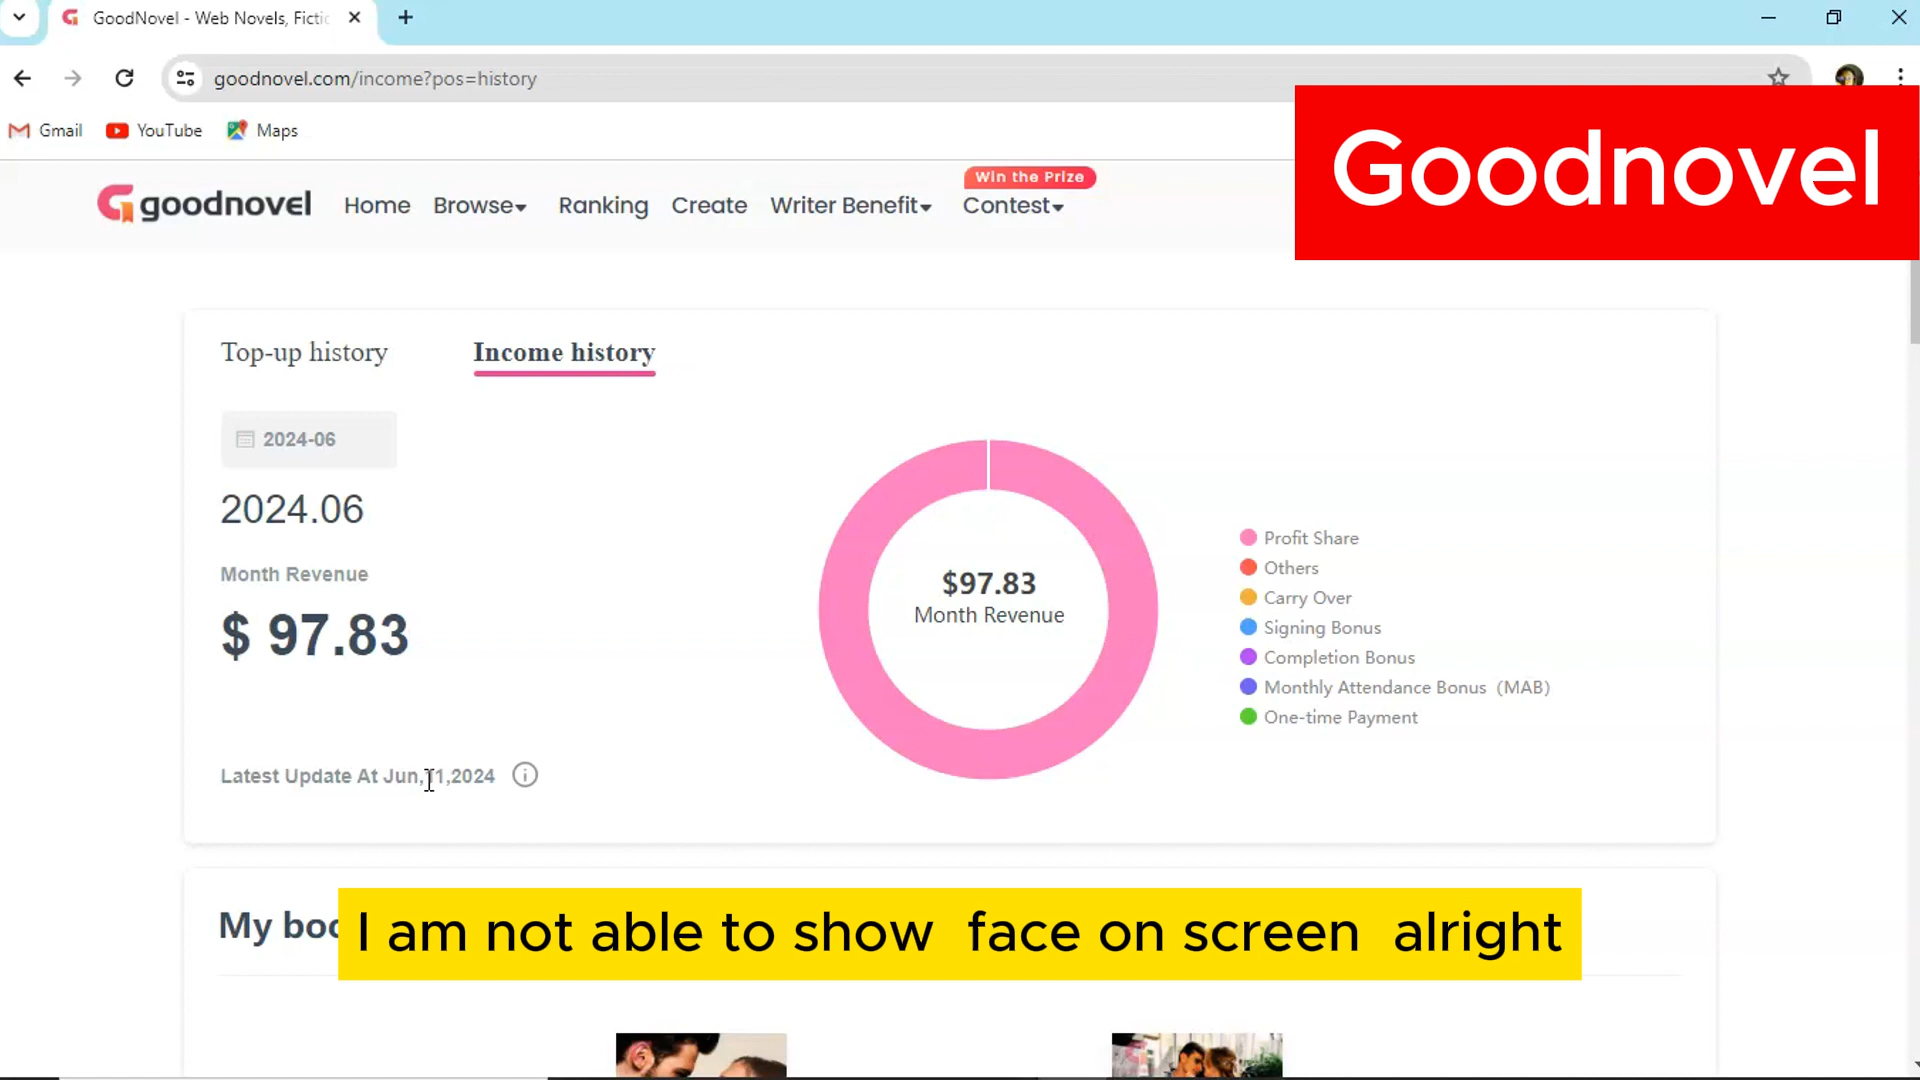 GoodNovel - Web Novels, Fictic
goodnovel.com/income?pos=history
Gmail
YouTube
Maps
Goodnovel
goodnovel
Home
Browse
Ranking
Create
Writer Benefit
Win the Prize
Contest
Top-up history
Income history
2024-06
2024.06
Month Revenue
$ 97.83
$97.83
Month Revenue
Profit Share
Others
Carry Over
Signing Bonus
Completion Bonus
Monthly Attendance Bonus (MAB)
One-time Payment
Latest Update At Jun,11,2024
My boo
I am not able to show face on screen alright